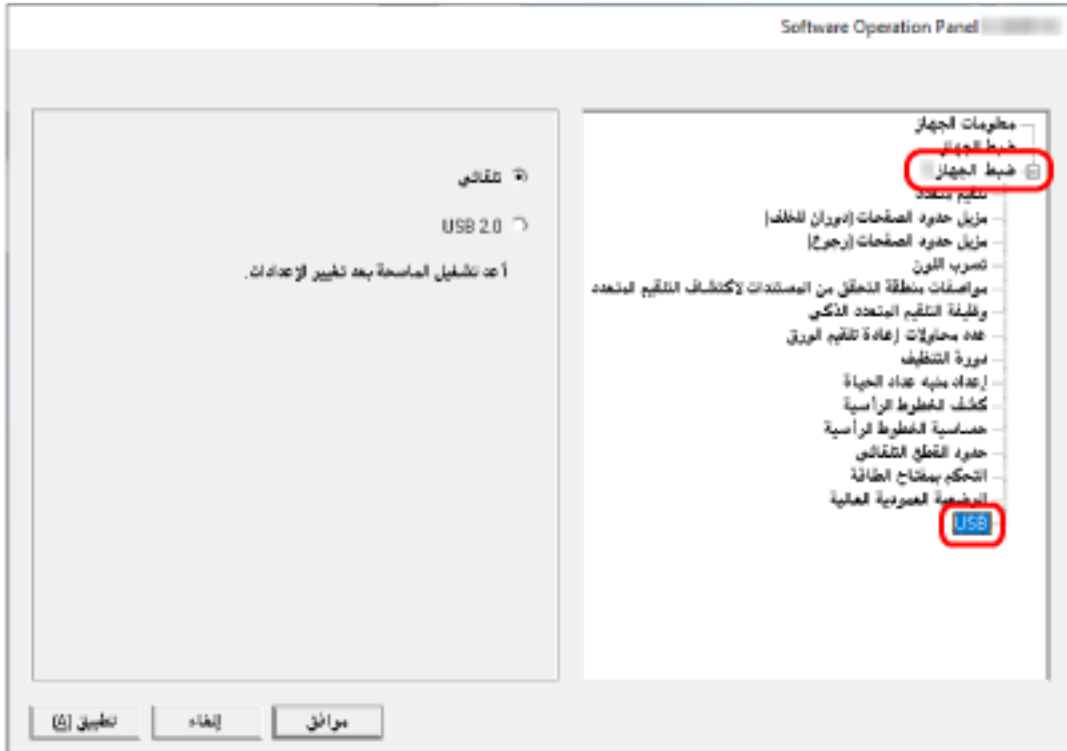 Software Operation Panel
معلومات الجهاز
ضبط الجهاز
ضبط الجهاز
تلقيم متعدد
مزيل حدود الصفحات (دوران للخلف)
مزيل حدود الصفحات (رجوع)
تسرب اللون
مواصفات منطقة التحقق من المستندات لاكتشاف التلقيم المتعدد
وظيفة التلقيم المتعدد الذكي
عدد محاولات إعادة تلقيم الورق
دورة التنظيف
إعداد منبه عداد الحياة
كشف الخطوط الرأسية
حساسية الخطوط الرأسية
حدود القطع التلقائي
التحكم بمفتاح الطاقة
الوضعية العمودية العالية
USB
تلقائي
USB 2.0
أعد تشغيل الماسحة بعد تغيير الإعدادات.
موافق
إلغاء
تطبيق (A)